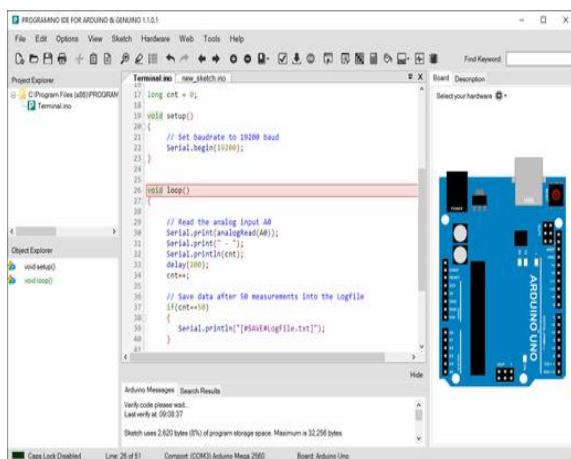 PROGRAMINO IDE FOR ARDUINO & GENUINO 1.1.0.1
File Edit View Sketch Hardware Web Tools Help
Find Keyword
Project Explorer
C:\Program Files (x86)\PROGRAM
Terminal.ino
Object Explorer
void setup()
void loop()
Terminal.ino new_sketch.ino
16
17 long cnt = 0;
18
19 void setup()
20 {
21 // Set baudrate to 19200 baud
22 Serial.begin(19200);
23 }
24
25
26 void loop()
27 {
28
29 // Read the analog input A0
30 Serial.print(analogRead(A0));
31 Serial.print(" - ");
32 Serial.println(cnt);
33 delay(200);
34 cnt++;
35
36 // Save data after 50 measurements into the Logfile
37 if(cnt==50)
38 {
39 Serial.println("[#SAVE#Logfile.txt]");
40 }
41
Hide
Arduino Messages Search Results
Verify code please wait...
Last verify at: 09:08:37
Sketch uses 2,620 bytes (8%) of program storage space. Maximum is 32,256 bytes
Board Description
Select your hardware
POWER
ARDUINO UNO
Caps Lock Disabled Line: 26 of 51 Comport: (COM3) Arduino Mega 2560 Board: Arduino Uno